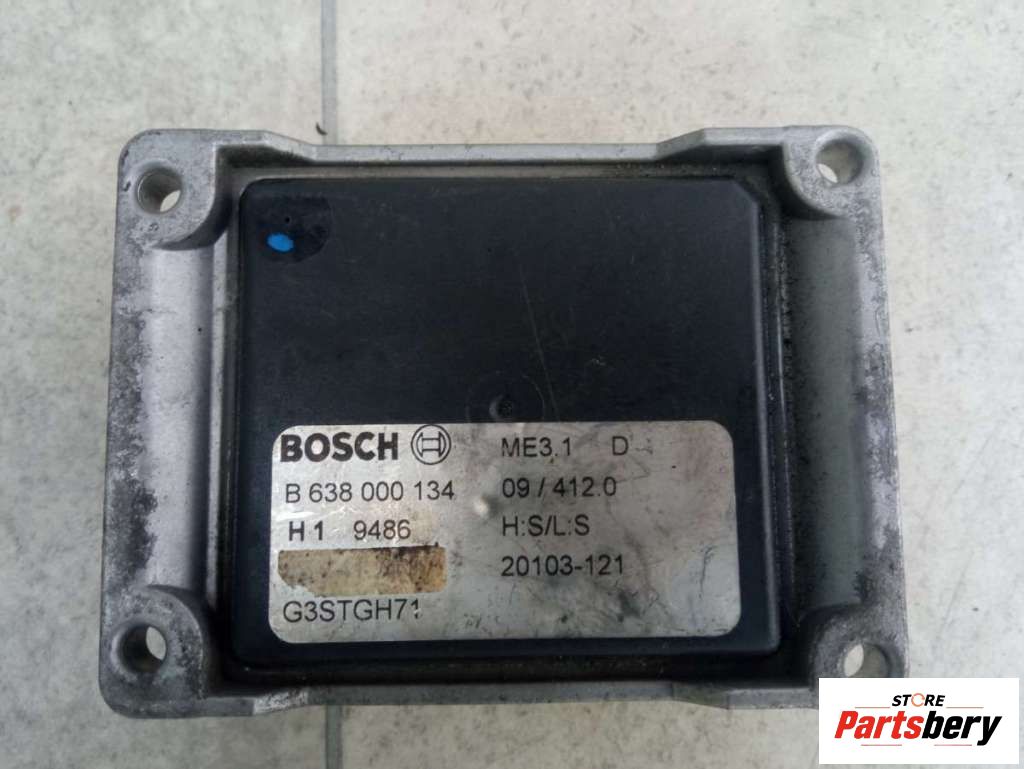 BOSCH ME3.1 D
B 638 000 134 09 / 412.0
H 1 9486 H:S/L:S
20103-121
G3STGH71
STORE
Partsbery